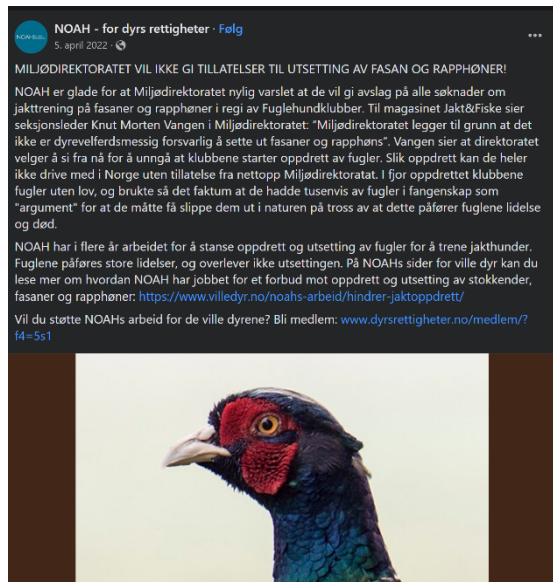 NOAH - for dyrs rettigheter · Følg
5. april 2022 ·
MILJØDIREKTORATET VIL IKKE GI TILLATELSER TIL UTSETTING AV FASAN OG RAPPHØNER!
NOAH er glade for at Miljødirektoratet nylig varslet at de vil gi avslag på alle søknader om
jakttrening på fasaner og rapphøner i regi av Fuglehundklubber. Til magasinet Jakt&Fiske sier
seksjonsleder Knut Morten Vangen i Miljødirektoratet: "Miljødirektoratet legger til grunn at det
ikke er dyrevelferdsmessig forsvarlig å sette ut fasaner og rapphøns". Vangen sier at direktoratet
velger å si fra nå for å unngå at klubbene starter oppdrett av fugler. Slik oppdrett kan de heler
ikke drive med i Norge uten tillatelse fra nettopp Miljødirektoratat. I fjor oppdrettet klubbene
fugler uten lov, og brukte så det faktum at de hadde tusenvis av fugler i fangenskap som
"argument" for at de måtte få slippe dem ut i naturen på tross av at dette påfører fuglene lidelse
og død.
NOAH har i flere år arbeidet for å stanse oppdrett og utsetting av fugler for å trene jakthunder.
Fuglene påføres store lidelser, og overlever ikke utsettingen. På NOAHs sider for ville dyr kan du
lese mer om hvordan NOAH har jobbet for et forbud mot oppdrett og utsetting av stokkender,
fasaner og rapphøner: https://www.villedyr.no/noahs-arbeid/hindrer-jaktoppdrett/
Vil du støtte NOAHs arbeid for de ville dyrene? Bli medlem: www.dyrsrettigheter.no/medlem/?
f4=5s1